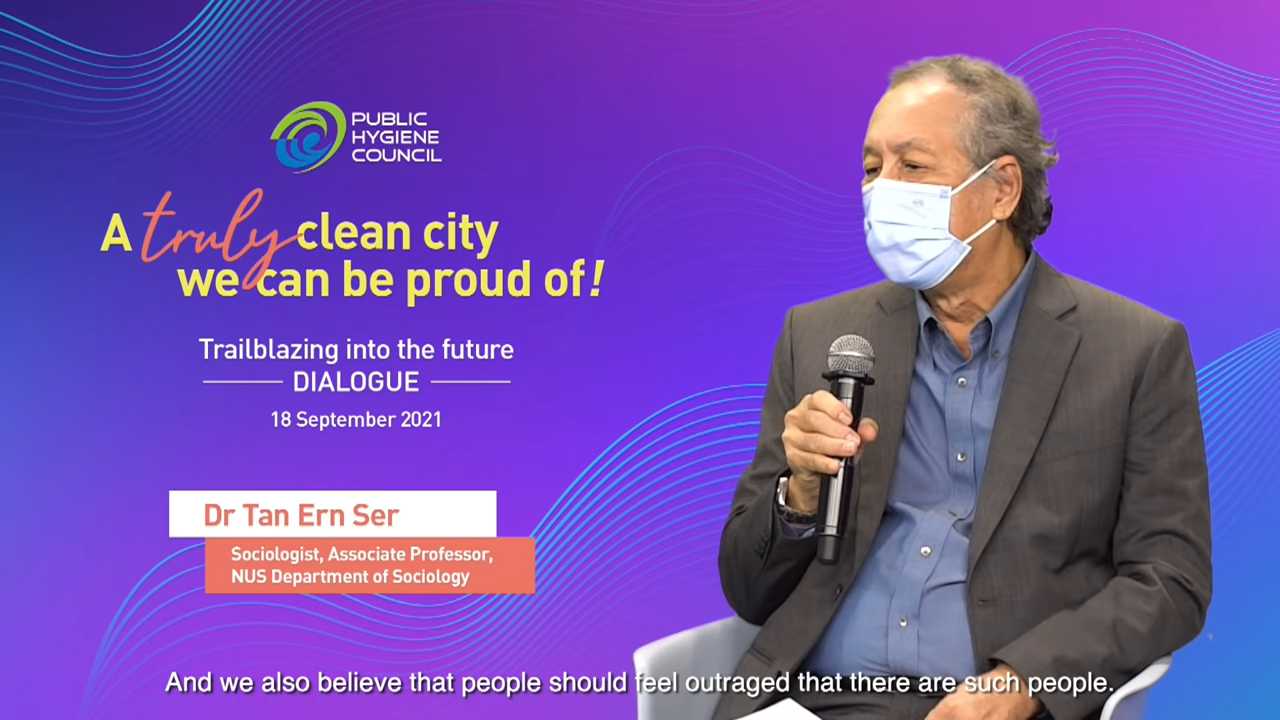 PUBLIC
HYGIENE
COUNCIL
A truly clean city
we can be proud of!
Trailblazing into the future
DIALOGUE
18 September 2021
Dr Tan Ern Ser
Sociologist, Associate Professor,
NUS Department of Sociology
And we also believe that people should feel outraged that there are such people.